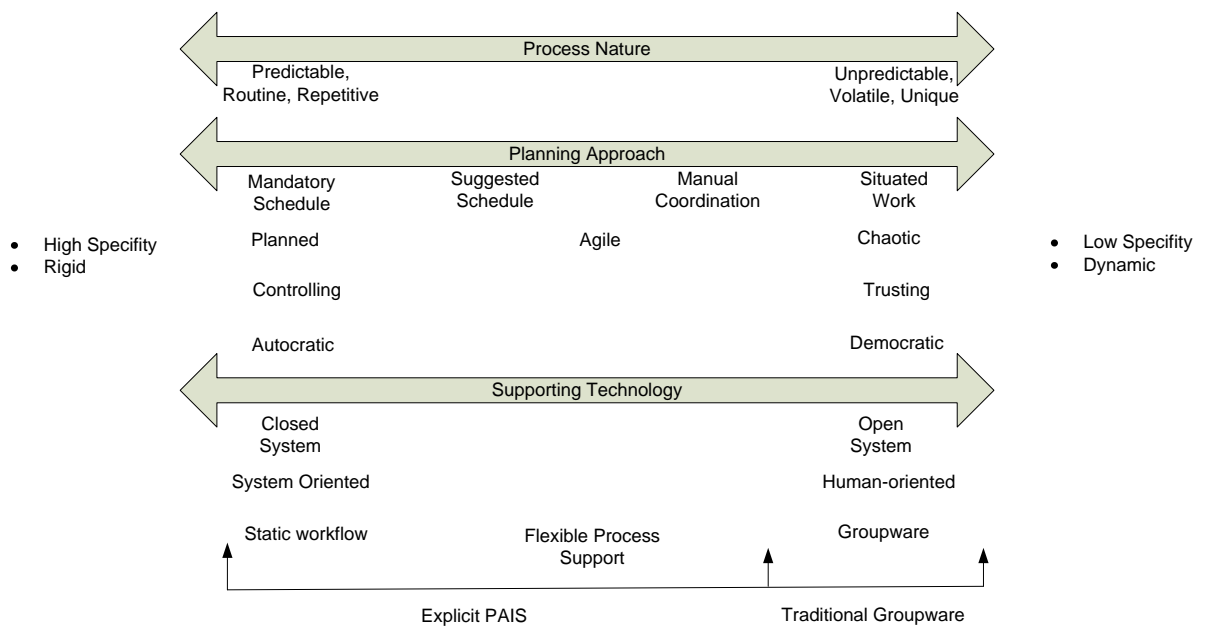 Process Nature
Predictable,
Routine, Repetitive
Unpredictable,
Volatile, Unique
Planning Approach
Mandatory
Schedule
Suggested
Schedule
Manual
Coordination
Situated
Work
• High Specifity
• Rigid
Planned
Agile
Chaotic
• Low Specifity
• Dynamic
Controlling
Trusting
Autocratic
Democratic
Supporting Technology
Closed
System
Open
System
System Oriented
Human-oriented
Static workflow
Flexible Process
Support
Groupware
Explicit PAIS
Traditional Groupware